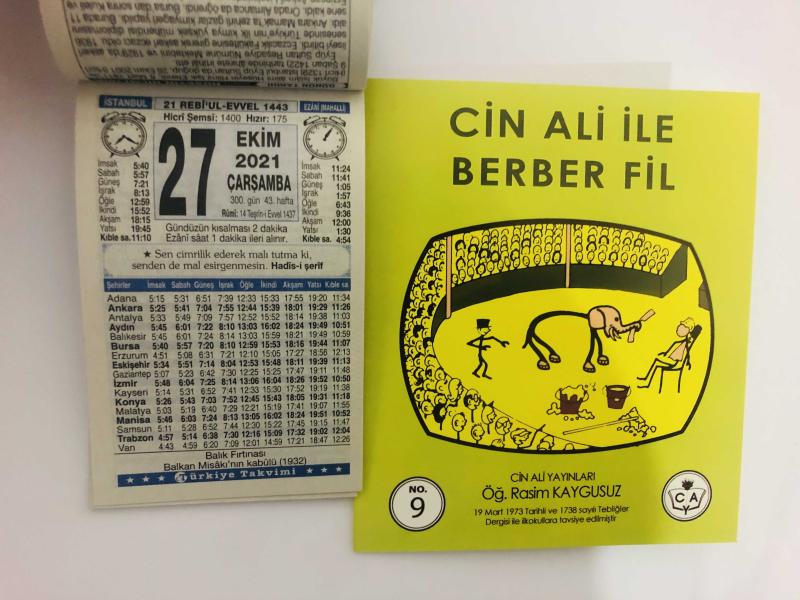 İSTANBUL
21 REBİ'UL-EVVEL 1443
EZÂNÎ (MAHALLÎ)
Hicrî Şemsi: 1400 Hızır: 175
27
EKİM
2021
ÇARŞAMBA
300. gün 43. hafta
Rûmî: 14 Teşrîn-i Evvel 1437
İmsak 5:40
Sabah 5:57
Güneş 7:21
İşrak 8:13
Öğle 12:59
İkindi 15:52
Akşam 18:15
Yatsı 19:45
Kıble sa. 11:10
İmsak 11:24
Sabah 11:41
Güneş 1:05
İşrak 1:57
Öğle 6:43
İkindi 9:36
Akşam 12:00
Yatsı 1:30
Kıble sa. 4:54
Gündüzün kısalması 2 dakika
Ezânî sâat 1 dakika ileri alınır.
★ Sen cimrilik ederek malı tutma ki,
senden de mal esirgenmesin. Hadîs-i şerîf
Şehirler İmsak Sabah Güneş İşrak Öğle İkindi Akşam Yatsı Kıble sa.
Adana 5:15 5:31 6:51 7:39 12:33 15:33 17:55 19:20 11:34
Ankara 5:25 5:41 7:04 7:55 12:44 15:39 18:01 19:29 11:26
Antalya 5:33 5:49 7:09 7:57 12:52 15:52 18:14 19:38 11:03
Aydın 5:45 6:01 7:22 8:10 13:03 16:02 18:24 19:49 10:51
Balıkesir 5:45 6:01 7:24 8:14 13:03 15:59 18:21 19:49 10:59
Bursa 5:40 5:57 7:20 8:10 12:59 15:53 18:16 19:44 11:07
Erzurum 4:51 5:08 6:31 7:21 12:10 15:05 17:27 18:56 12:13
Eskişehir 5:34 5:51 7:14 8:04 12:53 15:48 18:11 19:39 11:13
Gaziantep 5:07 5:23 6:42 7:30 12:25 15:25 17:47 19:11 11:48
İzmir 5:48 6:04 7:25 8:14 13:06 16:04 18:26 19:52 10:50
Kayseri 5:14 5:31 6:52 7:41 12:33 15:30 17:52 19:19 11:38
Konya 5:26 5:43 7:03 7:52 12:45 15:43 18:05 19:31 11:18
Malatya 5:03 5:19 6:40 7:29 12:21 15:19 17:41 19:07 11:55
Manisa 5:46 6:03 7:24 8:13 13:05 16:02 18:24 19:51 10:52
Samsun 5:11 5:28 6:52 7:44 12:30 15:22 17:45 19:15 11:47
Trabzon 4:57 5:14 6:38 7:30 12:16 15:09 17:32 19:02 12:04
Van 4:43 4:59 6:20 7:09 12:01 14:59 17:21 18:47 12:26
Balık Fırtınası
Balkan Misâkı'nın kabûlü (1932)
Türkiye Takvimi
CİN ALİ İLE
BERBER FİL
CİN ALİ YAYINLARI
Öğ. Rasim KAYGUSUZ
19 Mart 1973 Tarihli ve 1738 sayılı Tebliğler
Dergisi ile ilkokullara tavsiye edilmiştir
NO.
9
C A
Y